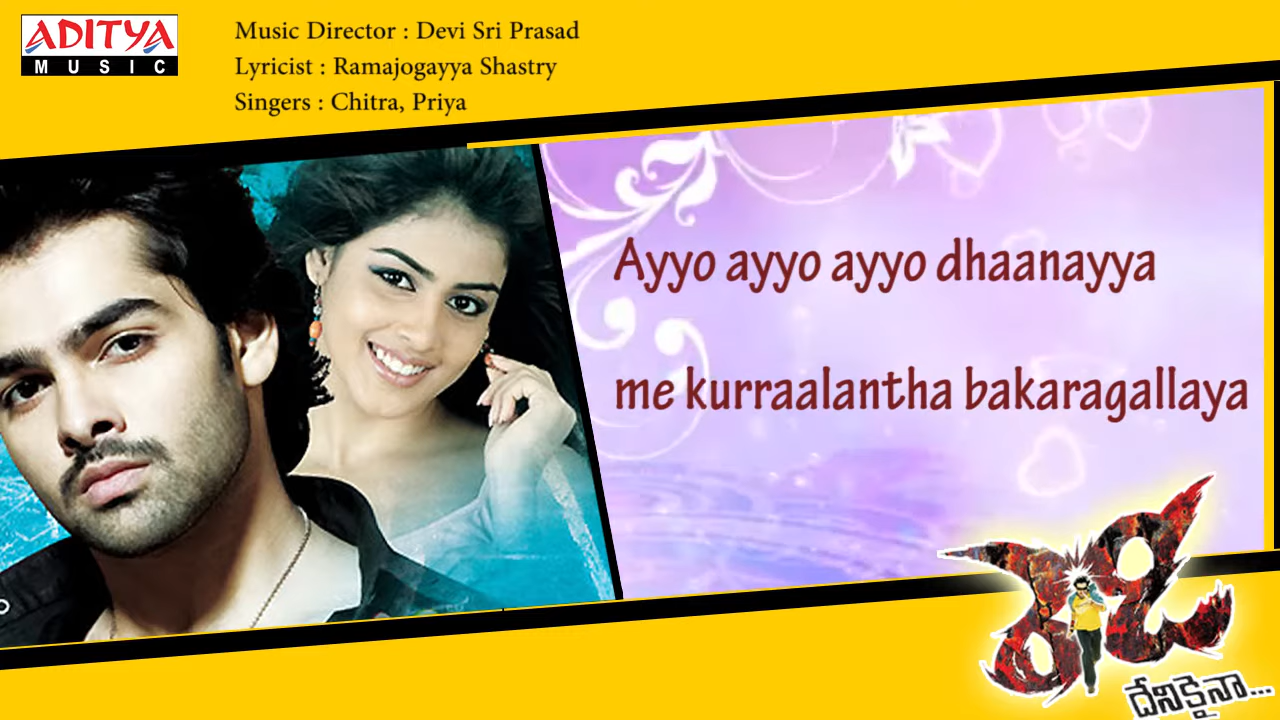 ADITYA
MUSIC
Music Director : Devi Sri Prasad
Lyricist : Ramajogayya Shastry
Singers : Chitra, Priya
Ayyo ayyo ayyo dhaanayya
me kurraalantha bakaragallaya
రెడీ
దేనికైనా...